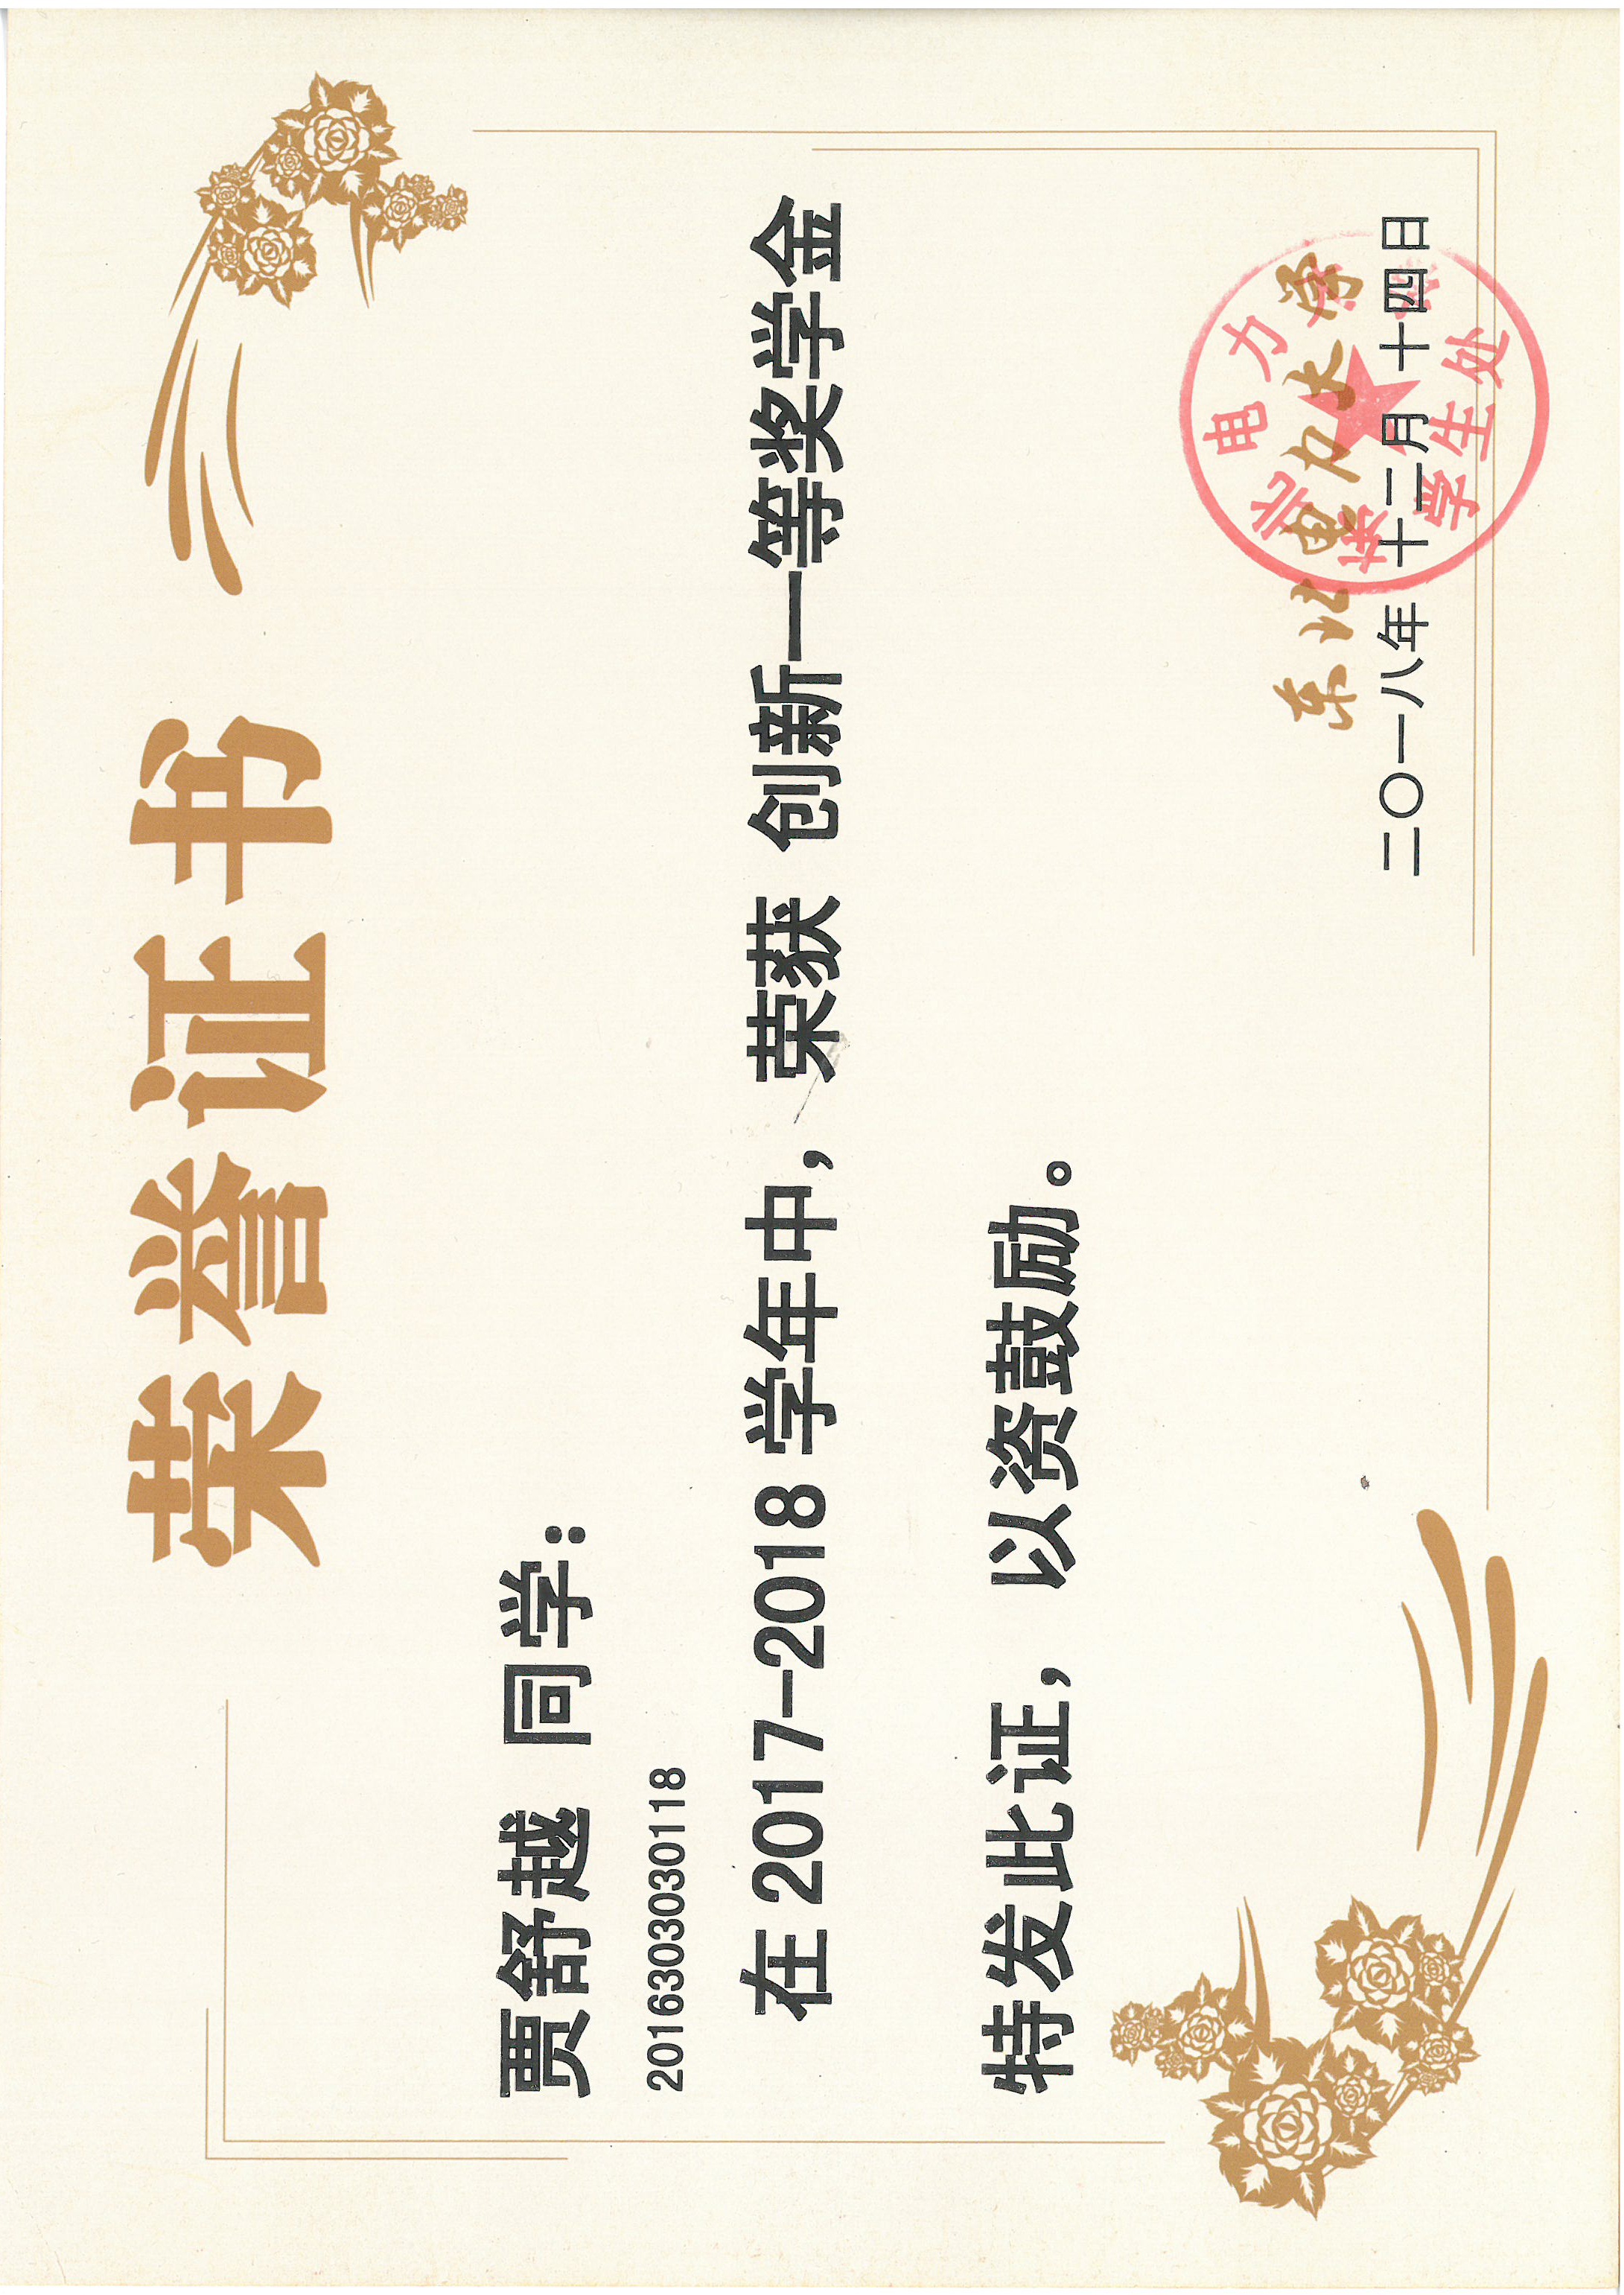 荣誉证书
贾舒越 同学：
2016303030118
在 2017-2018 学年中，荣获 创新一等奖学金
特发此证，以资鼓励。
东北电力大学
二〇一八年 十二月 十四日
东北电力大学
学生处